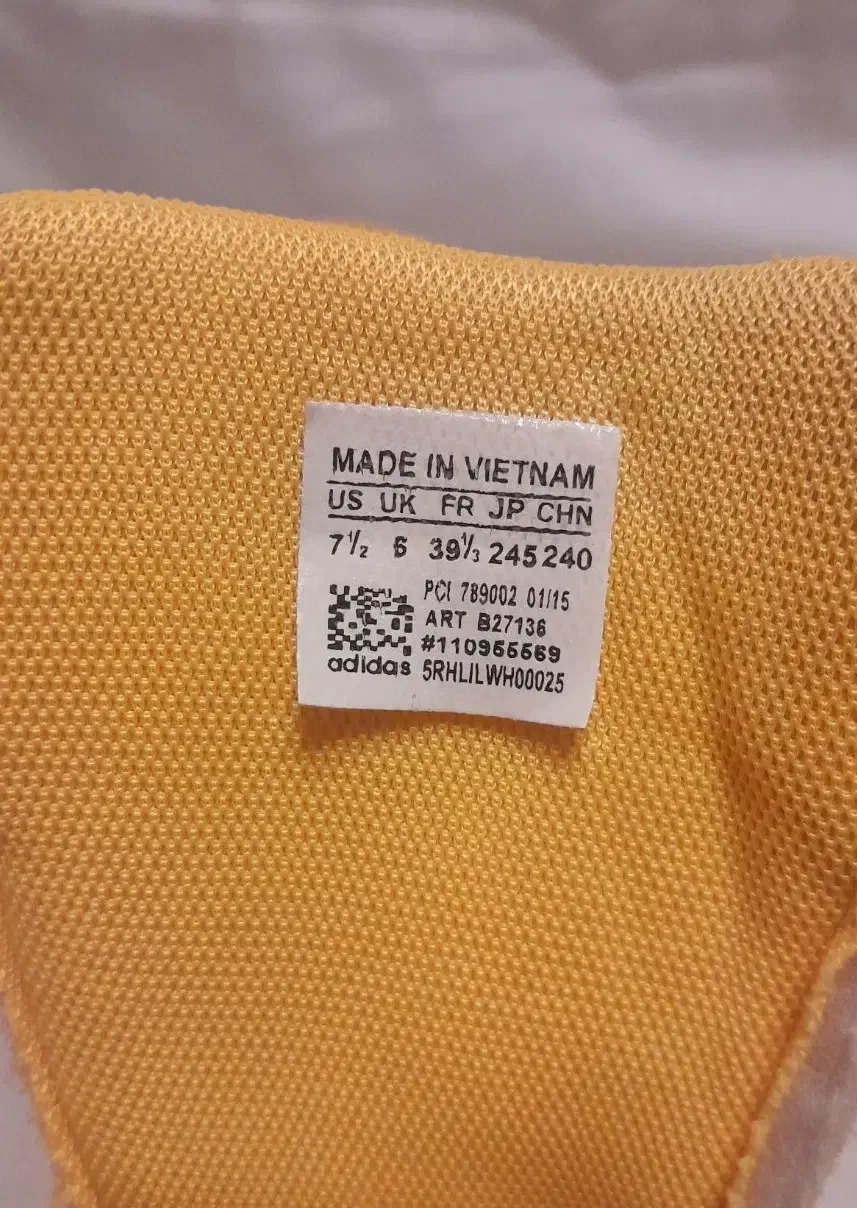 MADE IN VIETNAM
US UK FR JP CHN
7½ 6 39⅓ 245 240
PCI 789002 01/15
ART B27136
#110955569
adidas 5RHLILWH00025